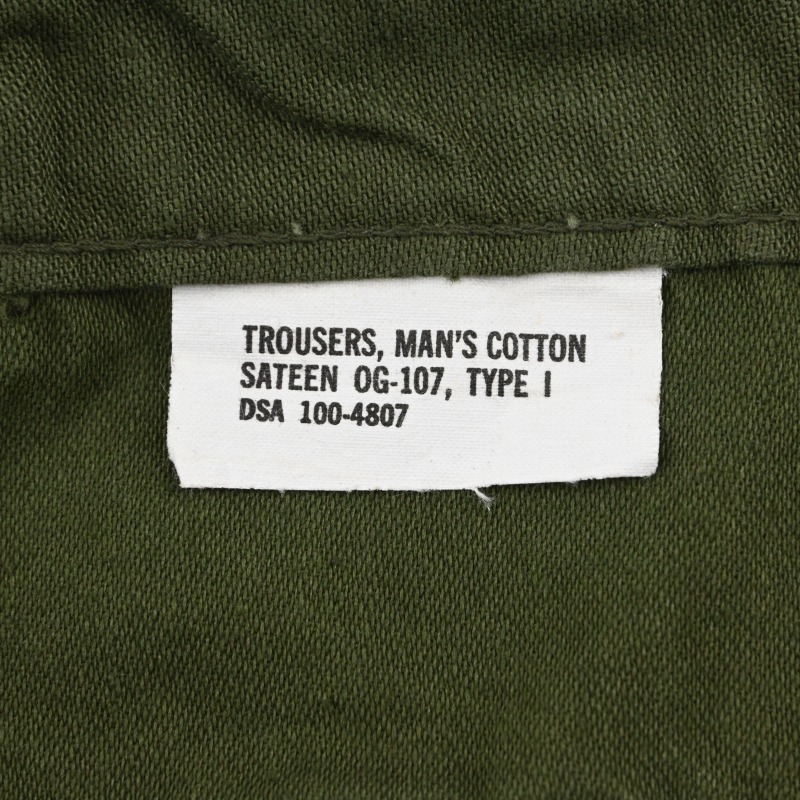 TROUSERS, MAN'S COTTON
SATEEN OG-107, TYPE I
DSA 100-4807